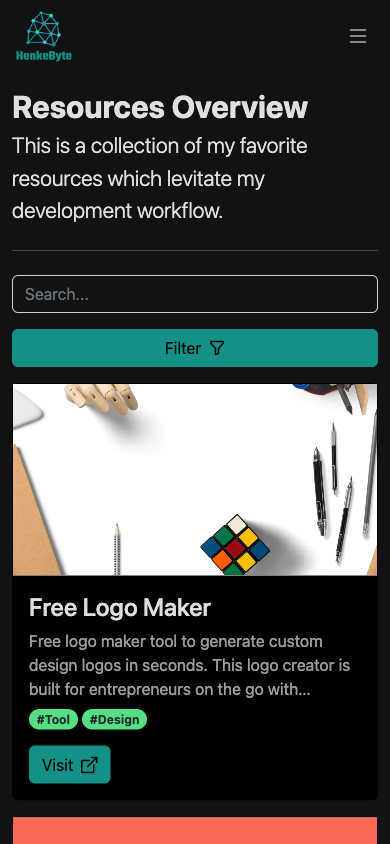 HenkeByte
Resources Overview
This is a collection of my favorite
resources which levitate my
development workflow.
Search...
Filter
Free Logo Maker
Free logo maker tool to generate custom
design logos in seconds. This logo creator is
built for entrepreneurs on the go with...
#Tool #Design
Visit